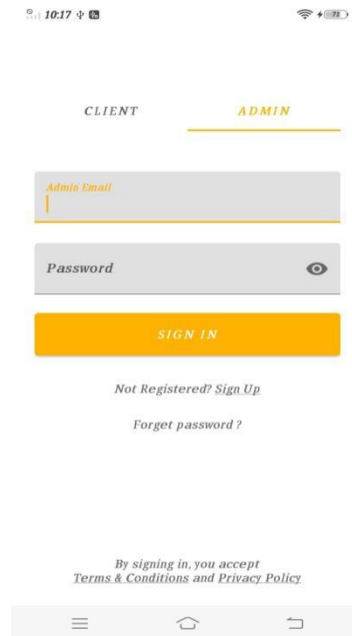 10:17
72
CLIENT
ADMIN
Admin Email
Password
SIGN IN
Not Registered? Sign Up
Forget password ?
By signing in, you accept
Terms & Conditions and Privacy Policy